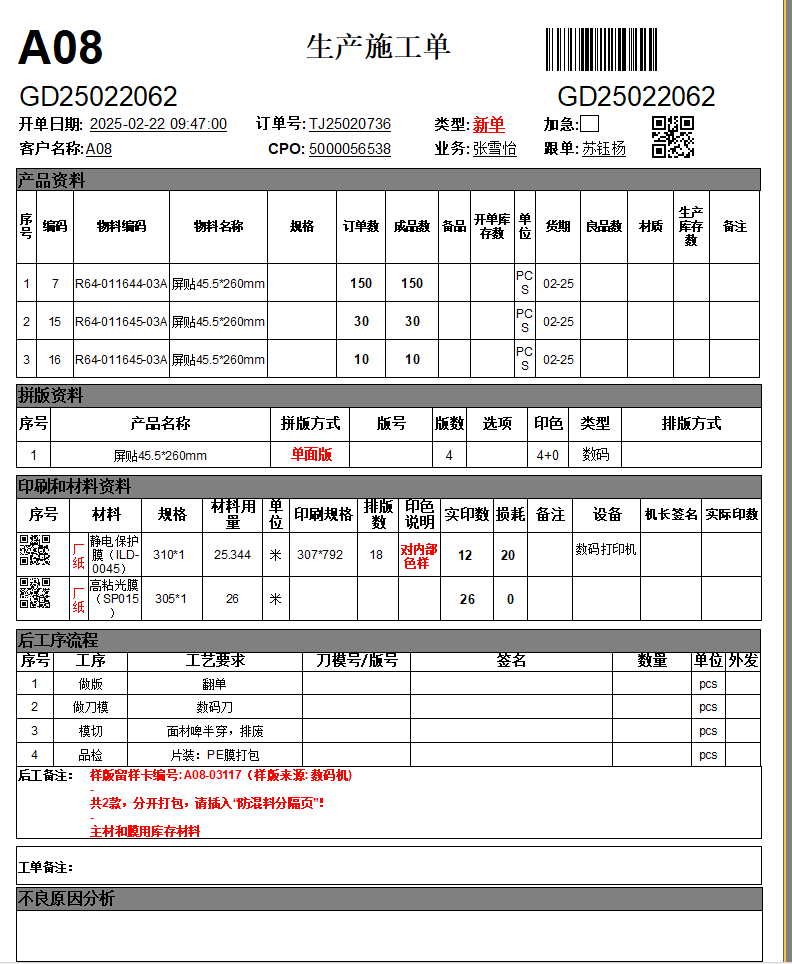 A08
生产施工单
GD25022062
GD25022062
开单日期: 2025-02-22 09:47:00 订单号: TJ25020736 类型: 新单 加急:
客户名称: A08 CPO: 5000056538 业务: 张雪怡 跟单: 苏钰杨
产品资料
序号 编码 物料编码 物料名称 规格 订单数 成品数 备品 开单库存数 单位 货期 良品数 材质 生产库存数 备注
1 7 R64-011644-03A 屏贴45.5*260mm 150 150 PCS 02-25
2 15 R64-011645-03A 屏贴45.5*260mm 30 30 PCS 02-25
3 16 R64-011645-03A 屏贴45.5*260mm 10 10 PCS 02-25
拼版资料
序号 产品名称 拼版方式 版号 版数 选项 印色 类型 排版方式
1 屏贴45.5*260mm 单面版 4 4+0 数码
印刷和材料资料
序号 材料 规格 材料用量 单位 印刷规格 排版数 印色说明 实印数 损耗 备注 设备 机长签名 实际印数
厂纸 静电保护膜（ILD-0045） 310*1 25.344 米 307*792 18 对内部色样 12 20 数码打印机
厂纸 高粘光膜（SP015） 305*1 26 米 26 0
后工序流程
序号 工序 工艺要求 刀模号/版号 签名 数量 单位 外发
1 做版 翻单 pcs
2 做刀模 数码刀 pcs
3 模切 面材啤半穿，排废 pcs
4 品检 片装：PE膜打包 pcs
后工备注： 样版留样卡编号: A08-03117（样版来源: 数码机)
-
共2款，分开打包，请插入“防混料分隔页”！
-
主材和膜用库存材料
工单备注：
不良原因分析